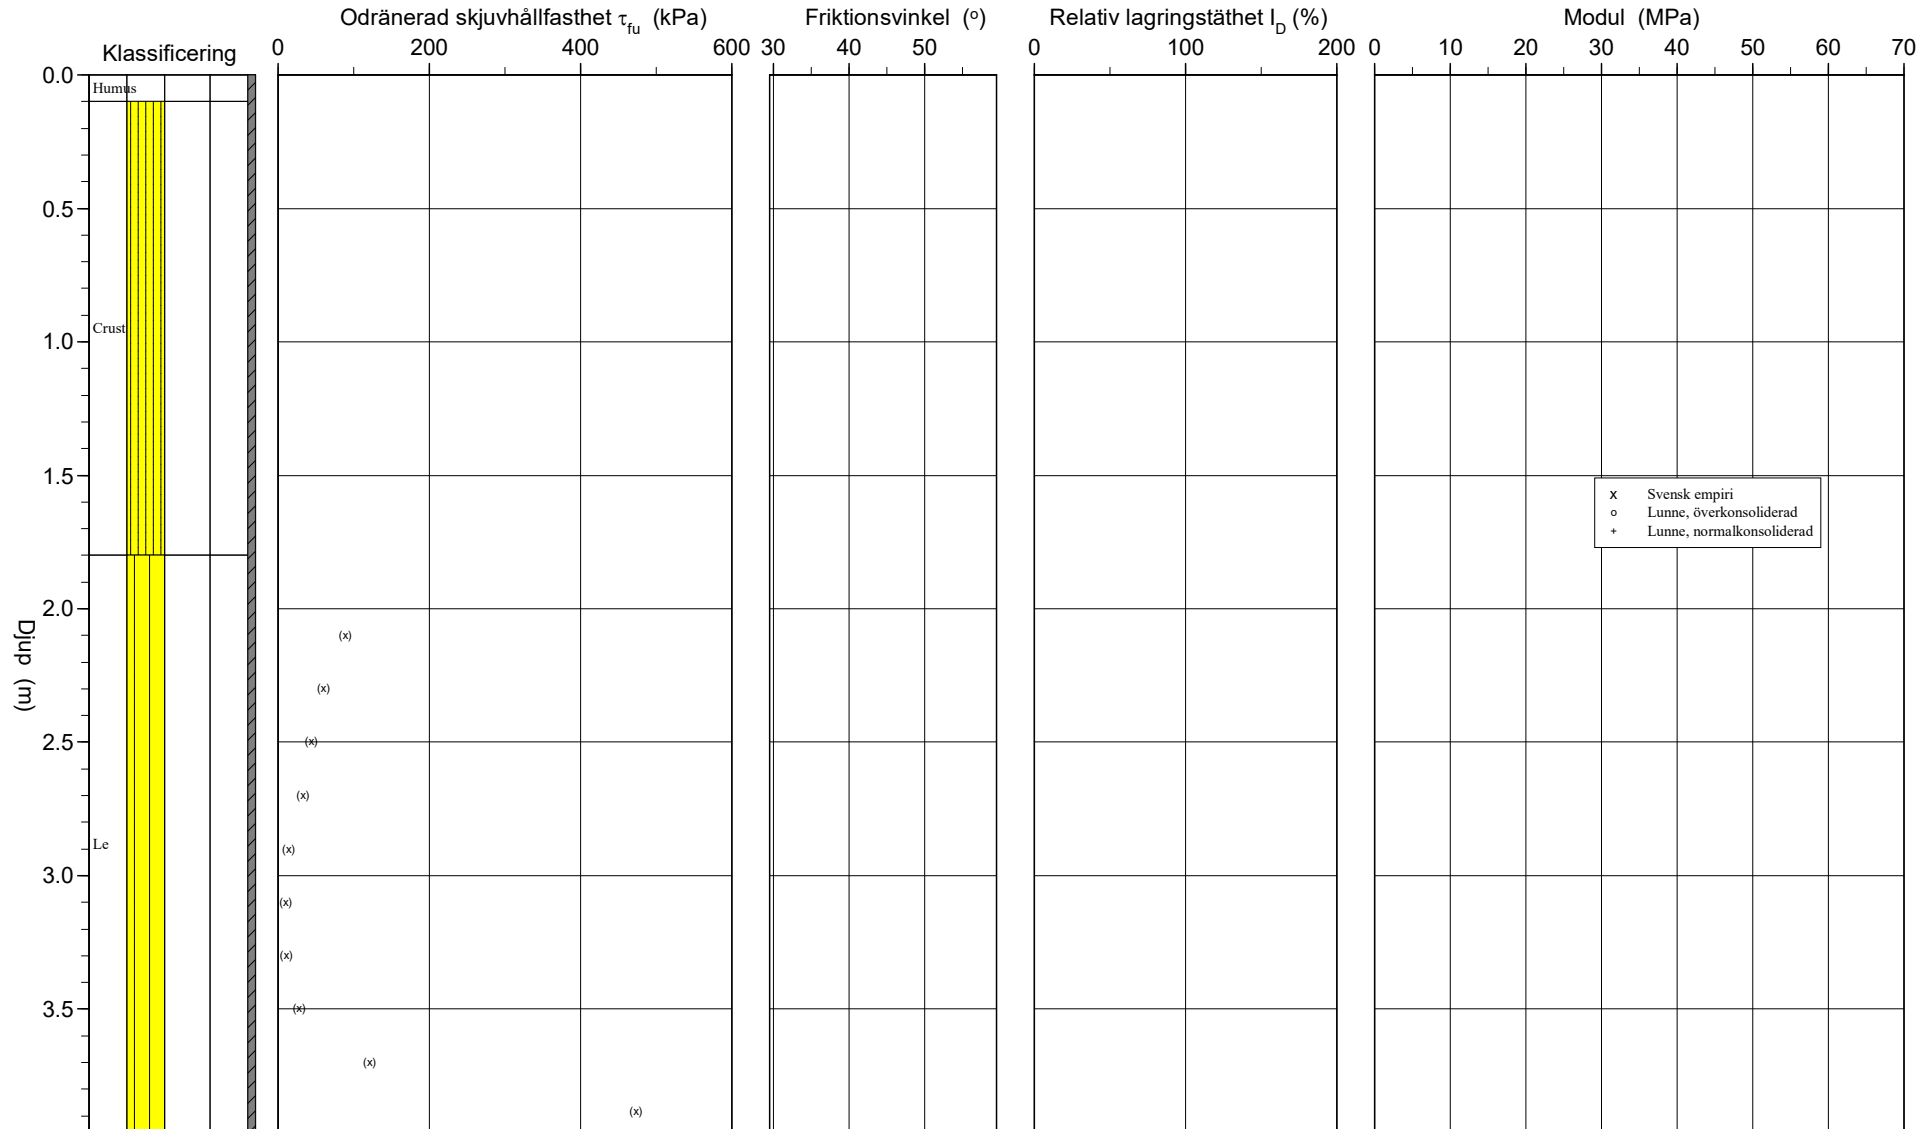 Odränerad skjuvhållfasthet τfu (kPa)
Friktionsvinkel (o)
Relativ lagringstäthet ID (%)
Modul (MPa)
Klassificering
0 200 400 600
30 40 50
0 100 200
0 10 20 30 40 50 60 70
0.0
Humus
0.5
Crust
1.0
1.5
x Svensk empiri
o Lunne, överkonsoliderad
+ Lunne, normalkonsoliderad
2.0
Djup (m)
(x)
(x)
2.5
(x)
(x)
Le
(x)
3.0
(x)
(x)
3.5
(x)
(x)
(x)